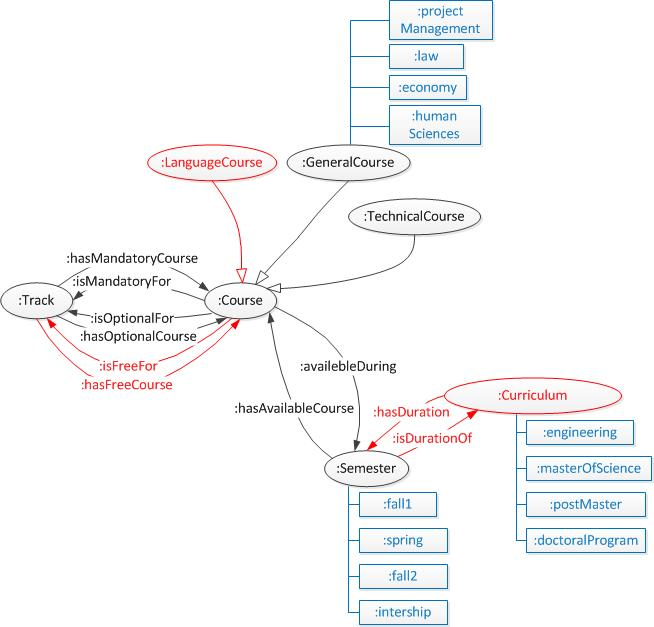 :project
Management
:law
:economy
:human
Sciences
:LanguageCourse
:GeneralCourse
:TechnicalCourse
:hasMandatoryCourse
:isMandatoryFor
:Track
:Course
:isOptionalFor
:hasOptionalCourse
:isFreeFor
:hasFreeCourse
:availebleDuring
:hasAvailableCourse
:hasDuration
:isDurationOf
:Curriculum
:engineering
:masterOfScience
:postMaster
:doctoralProgram
:Semester
:fall1
:spring
:fall2
:intership